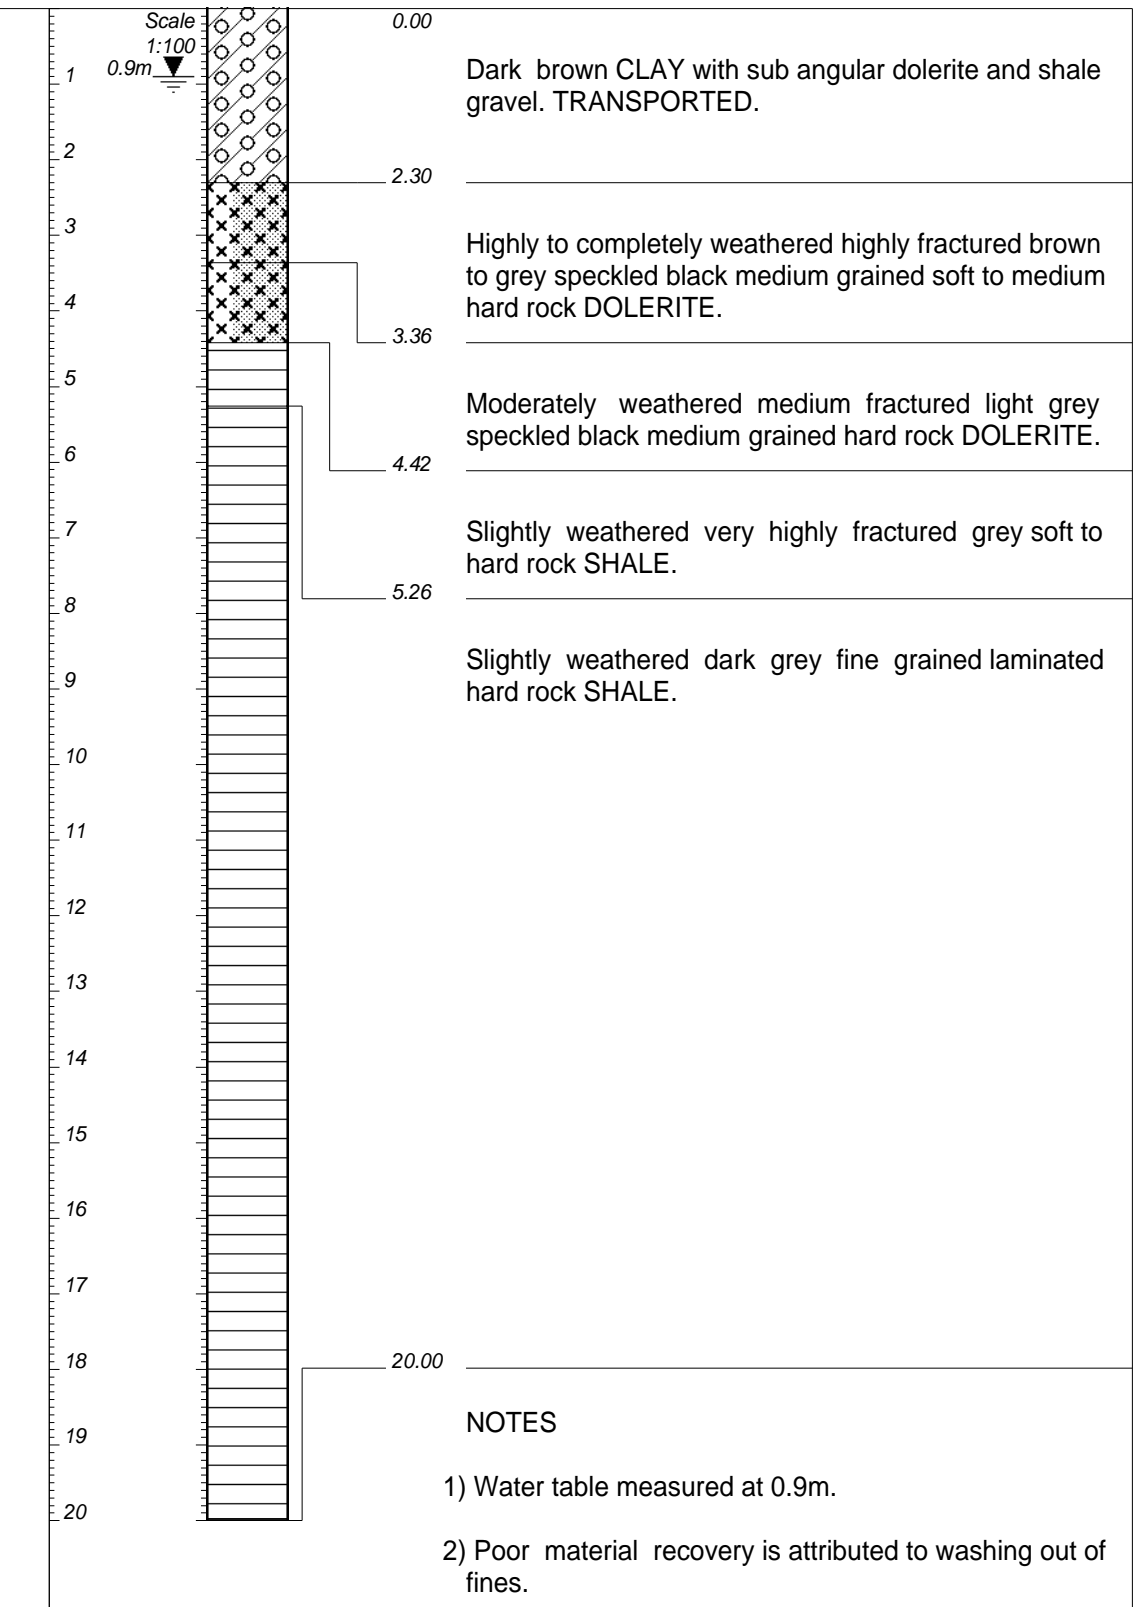 Scale
1:100
0.00
0.9m
1
Dark brown CLAY with sub angular dolerite and shale
gravel. TRANSPORTED.
2
2.30
3
Highly to completely weathered highly fractured brown
to grey speckled black medium grained soft to medium
hard rock DOLERITE.
4
3.36
5
Moderately weathered medium fractured light grey
speckled black medium grained hard rock DOLERITE.
6
4.42
7
Slightly weathered very highly fractured grey soft to
hard rock SHALE.
5.26
8
Slightly weathered dark grey fine grained laminated
hard rock SHALE.
9
10
11
12
13
14
15
16
17
18
20.00
19
NOTES
1) Water table measured at 0.9m.
20
2) Poor material recovery is attributed to washing out of
fines.